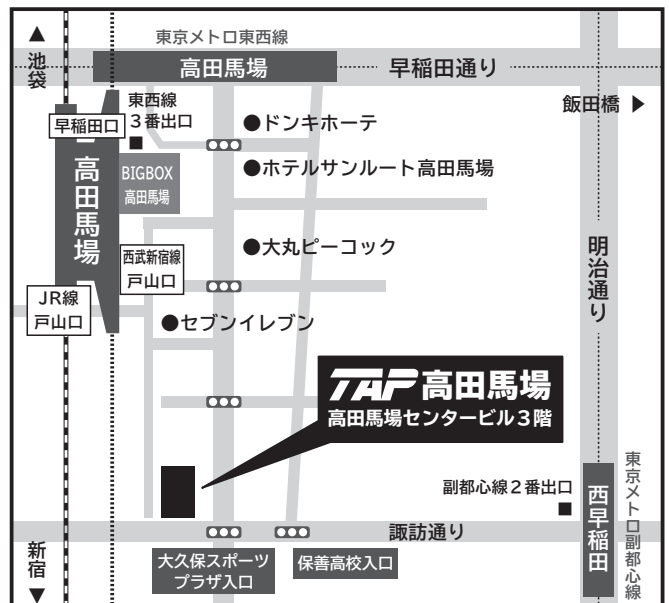 ▲
池袋
東京メトロ東西線
高田馬場
早稲田通り
飯田橋 ▶
早稲田口
東西線
3番出口
■
●ドンキホーテ
●ホテルサンルート高田馬場
高田馬場
BIGBOX
高田馬場
西武新宿線
戸山口
●大丸ピーコック
明治通り
JR線
戸山口
●セブンイレブン
TAP高田馬場
高田馬場センタービル3階
副都心線2番出口
■
西早稲田
東京メトロ副都心線
諏訪通り
大久保スポーツ
プラザ入口
保善高校入口
新宿
▼